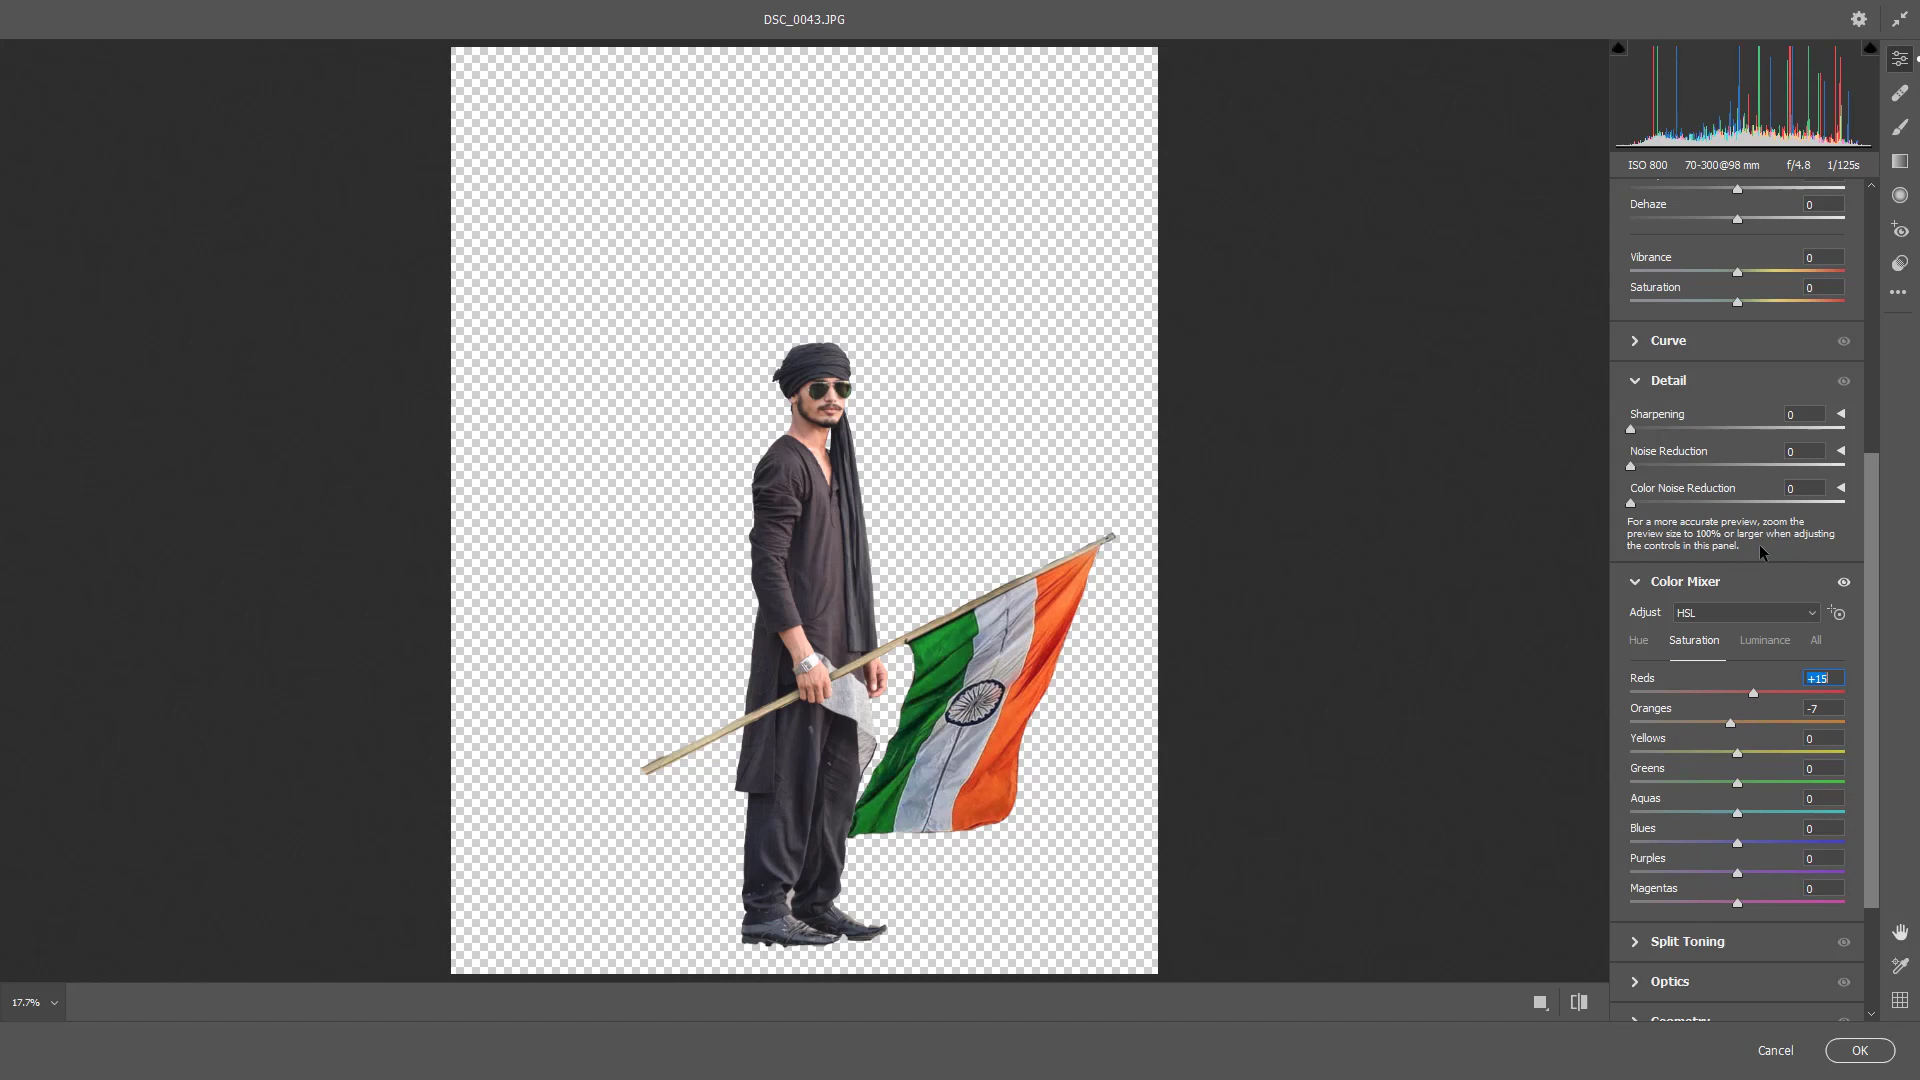 DSC_0043.JPG
ISO 800 70-300@98 mm f/4.8 1/125s
Dehaze 0
Vibrance 0
Saturation 0
Curve
Detail
Sharpening 0
Noise Reduction 0
Color Noise Reduction 0
For a more accurate preview, zoom the
preview size to 100% or larger when adjusting
the controls in this panel.
Color Mixer
Adjust HSL
Hue Saturation Luminance All
Reds +15
Oranges -7
Yellows 0
Greens 0
Aquas 0
Blues 0
Purples 0
Magentas 0
Split Toning
Optics
Geometry
17.7%
Cancel OK